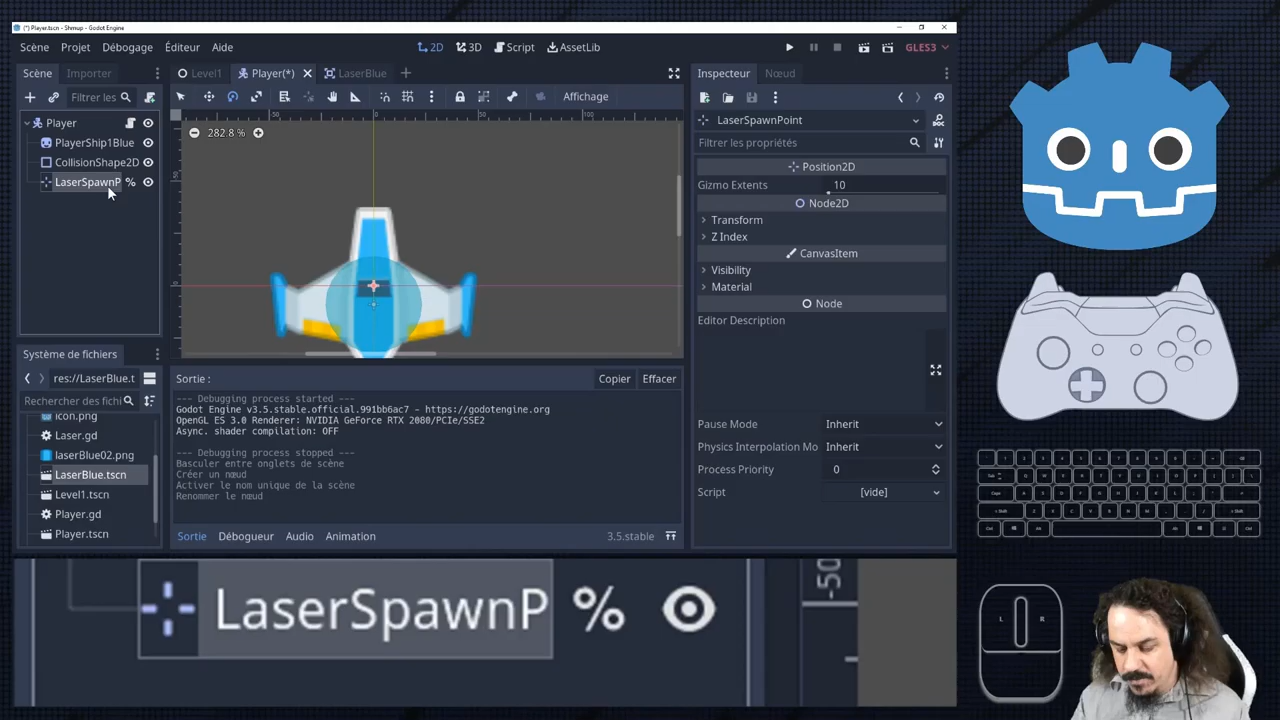 (*) Player.tscn - Shmup - Godot Engine
Scène Projet Débogage Éditeur Aide
2D 3D Script AssetLib
GLES3
Scène Importer
Level1 Player(*) LaserBlue
Inspecteur Nœud
Filtrer les
Affichage
LaserSpawnPoint
Player
PlayerShip1Blue
CollisionShape2D
LaserSpawnP %
282.8 %
-50 0 50 100
Filtrer les propriétés
Position2D
Gizmo Extents 10
Node2D
Transform
Z Index
CanvasItem
Visibility
Material
Node
Editor Description
Pause Mode Inherit
Physics Interpolation Mo Inherit
Process Priority 0
Script [vide]
Système de fichiers
res://LaserBlue.t
Rechercher des fichi
icon.png
Laser.gd
laserBlue02.png
LaserBlue.tscn
Level1.tscn
Player.gd
Player.tscn
Sortie :
Copier Effacer
--- Debugging process started ---
Godot Engine v3.5.stable.official.991bb6ac7 - https://godotengine.org
OpenGL ES 3.0 Renderer: NVIDIA GeForce RTX 2080/PCIe/SSE2
Async. shader compilation: OFF
--- Debugging process stopped ---
Basculer entre onglets de scène
Créer un nœud
Activer le nom unique de la scène
Renommer le nœud
Sortie Débogueur Audio Animation
3.5.stable
LaserSpawnP %
-50
L R